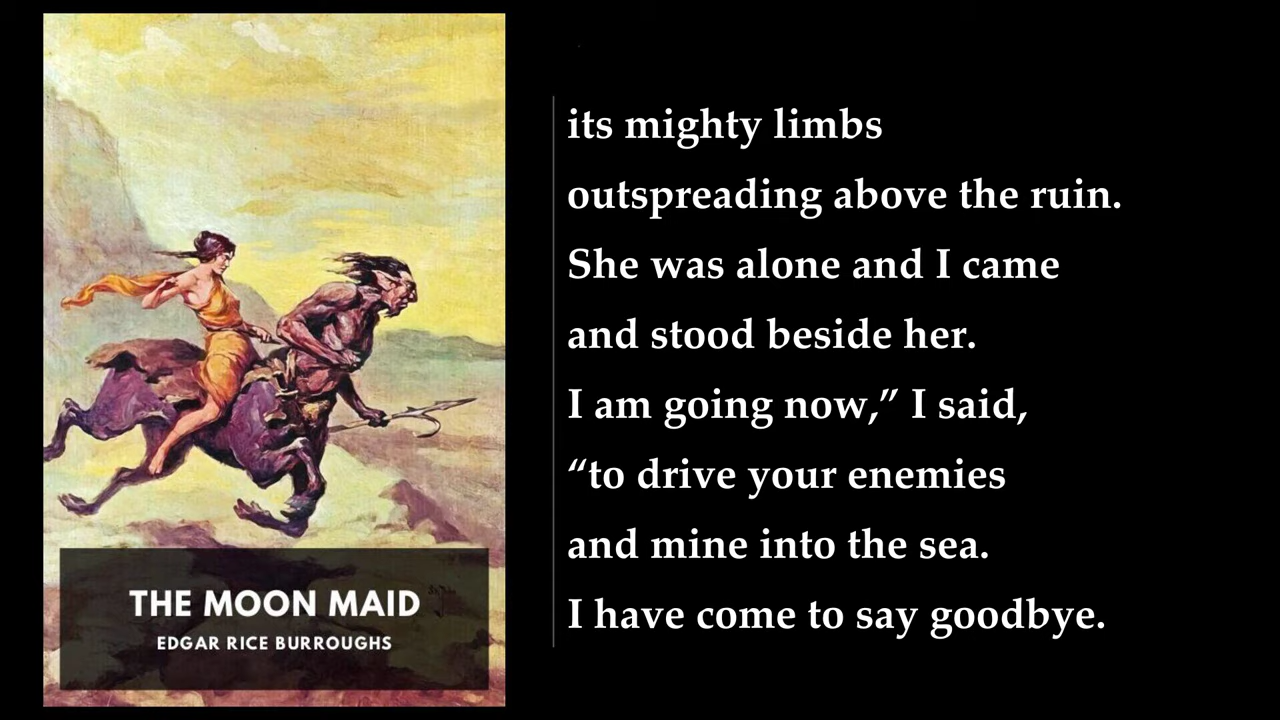 THE MOON MAID
EDGAR RICE BURROUGHS
its mighty limbs
outspreading above the ruin.
She was alone and I came
and stood beside her.
I am going now,” I said,
“to drive your enemies
and mine into the sea.
I have come to say goodbye.